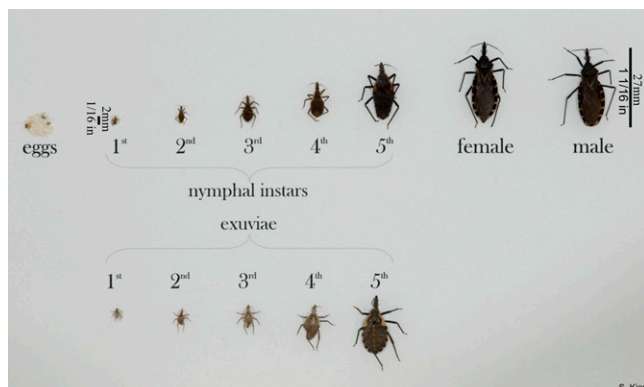 2mm
1/16 in
27mm
1 1/16 in
eggs
1st
2nd
3rd
4th
5th
female
male
nymphal instars
exuviae
1st
2nd
3rd
4th
5th